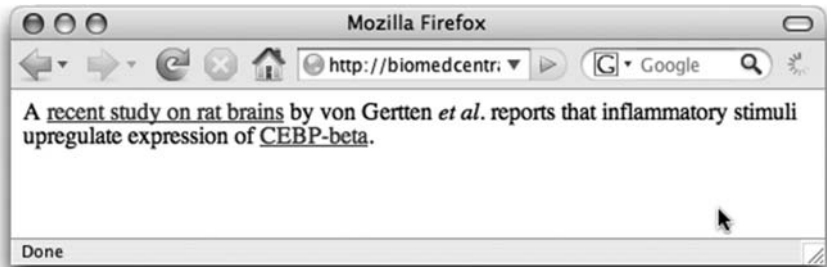 Mozilla Firefox
http://biomedcentr
G Google
A recent study on rat brains by von Gertten et al. reports that inflammatory stimuli
upregulate expression of CEBP-beta.
Done